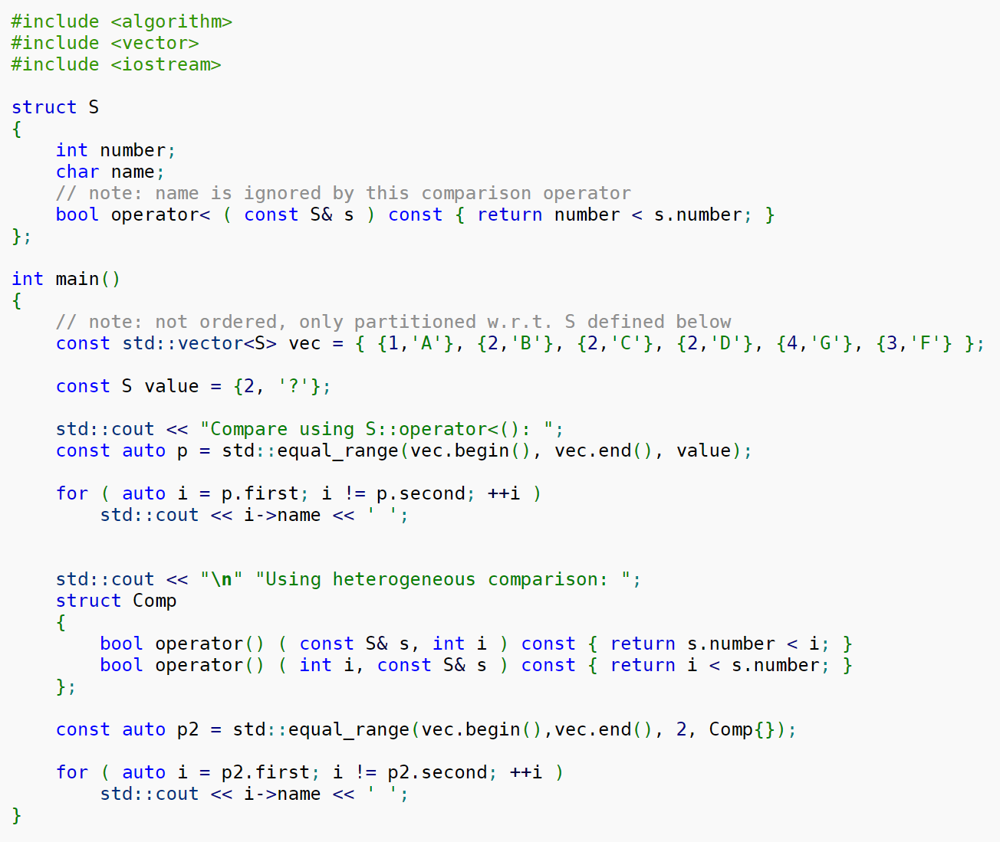 #include <algorithm>
#include <vector>
#include <iostream>

struct S
{
    int number;
    char name;
    // note: name is ignored by this comparison operator
    bool operator< ( const S& s ) const { return number < s.number; }
};

int main()
{
    // note: not ordered, only partitioned w.r.t. S defined below
    const std::vector<S> vec = { {1,'A'}, {2,'B'}, {2,'C'}, {2,'D'}, {4,'G'}, {3,'F'} };

    const S value = {2, '?'};

    std::cout << "Compare using S::operator<(): ";
    const auto p = std::equal_range(vec.begin(), vec.end(), value);

    for ( auto i = p.first; i != p.second; ++i )
        std::cout << i->name << ' ';


    std::cout << "\n" "Using heterogeneous comparison: ";
    struct Comp
    {
        bool operator() ( const S& s, int i ) const { return s.number < i; }
        bool operator() ( int i, const S& s ) const { return i < s.number; }
    };

    const auto p2 = std::equal_range(vec.begin(),vec.end(), 2, Comp{});

    for ( auto i = p2.first; i != p2.second; ++i )
        std::cout << i->name << ' ';
}